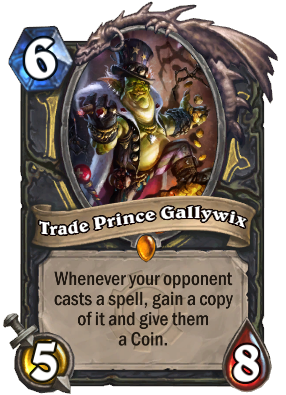 6
Trade Prince Gallywix
Whenever your opponent
casts a spell, gain a copy
of it and give them
a Coin.
5
8